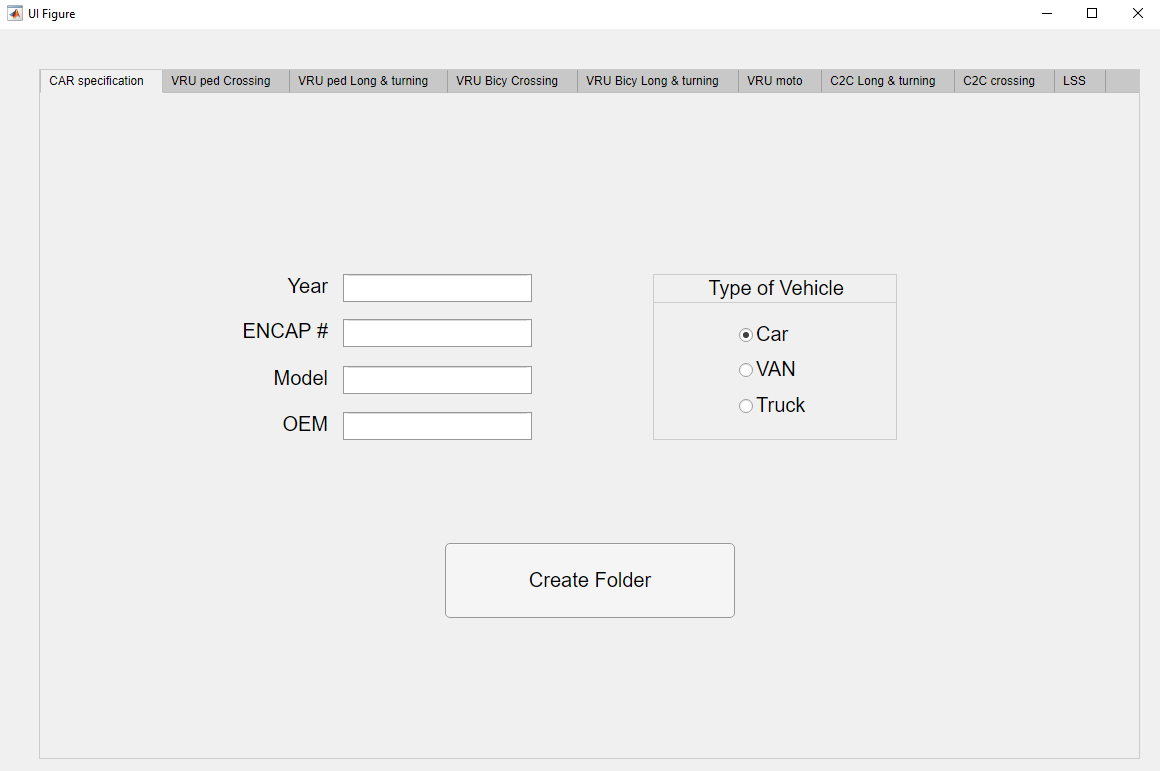 UI Figure
CAR specification VRU ped Crossing VRU ped Long & turning VRU Bicy Crossing VRU Bicy Long & turning VRU moto C2C Long & turning C2C crossing LSS
Year
ENCAP #
Model
OEM
Type of Vehicle
Car
VAN
Truck
Create Folder